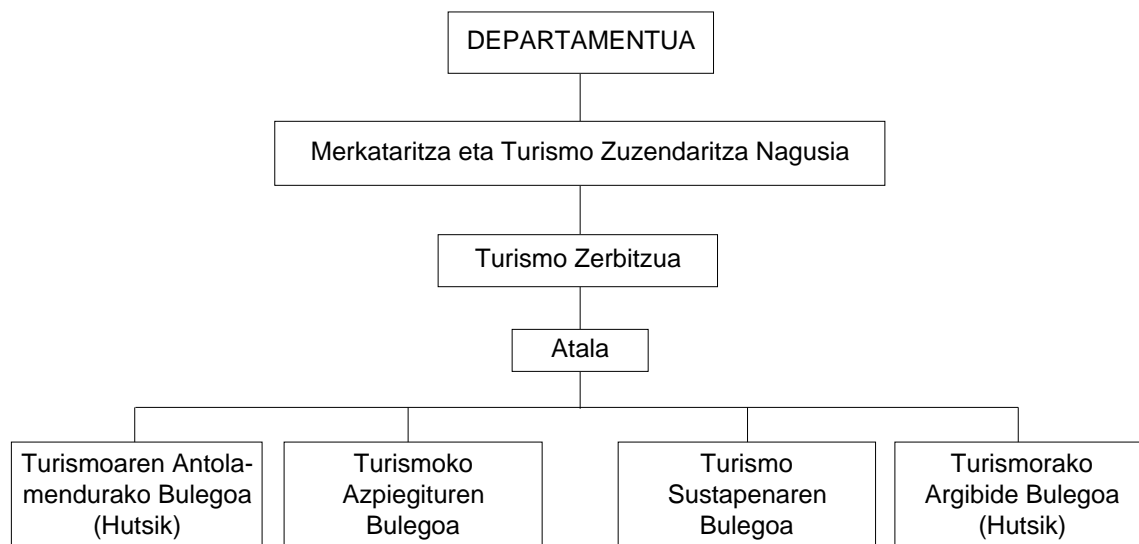 DEPARTAMENTUA
Merkataritza eta Turismo Zuzendaritza Nagusia
Turismo Zerbitzua
Atala
Turismoaren Antola-
mendurako Bulegoa
(Hutsik)
Turismoko
Azpiegituren
Bulegoa
Turismo
Sustapenaren
Bulegoa
Turismorako
Argibide Bulegoa
(Hutsik)